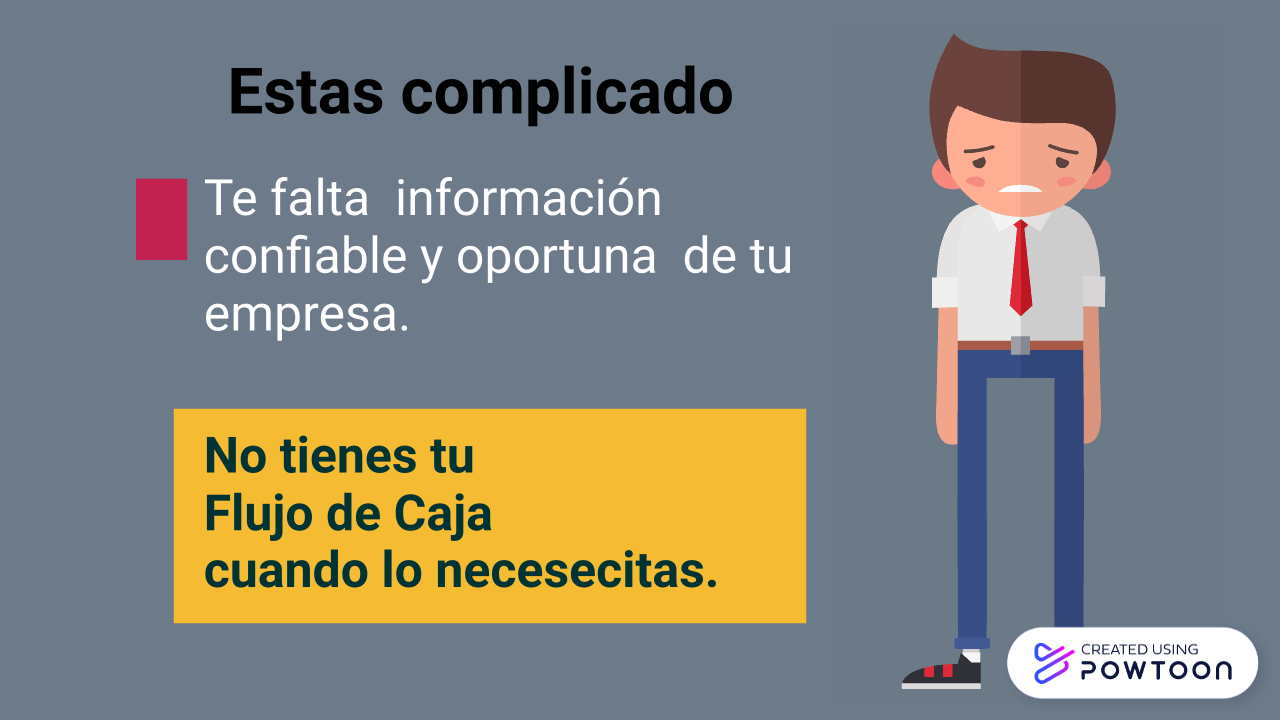 Estas complicado
Te falta  información
confiable y oportuna  de tu
empresa.
No tienes tu
Flujo de Caja
cuando lo necesecitas.
CREATED USING
POWTOON